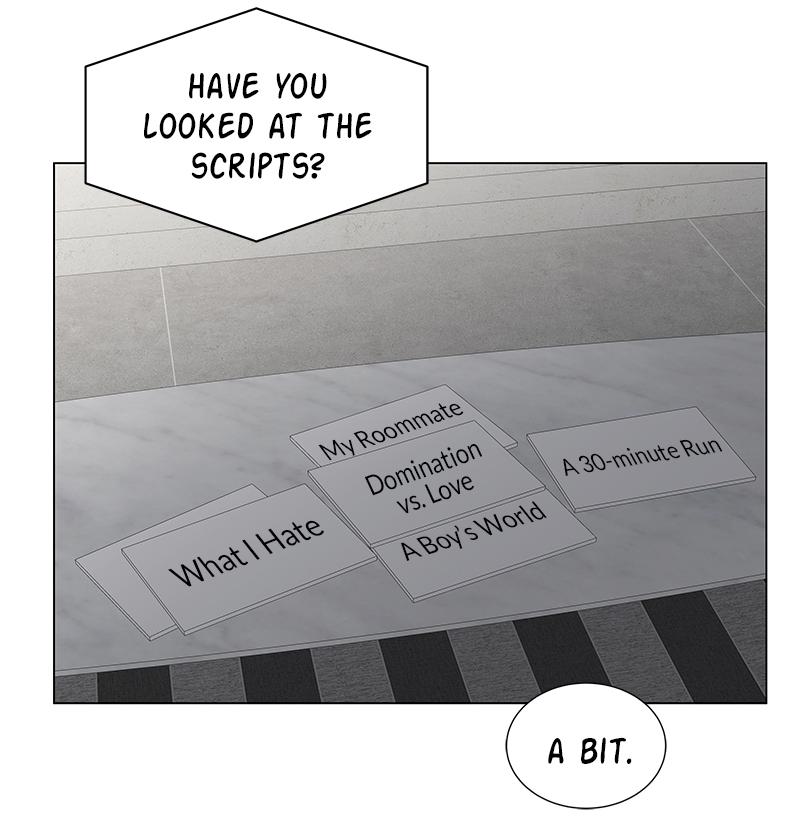 HAVE YOU
LOOKED AT THE
SCRIPTS?
My Roommate
Domination
vs. Love
A 30-minute Run
What I Hate
A Boy's World
A BIT.